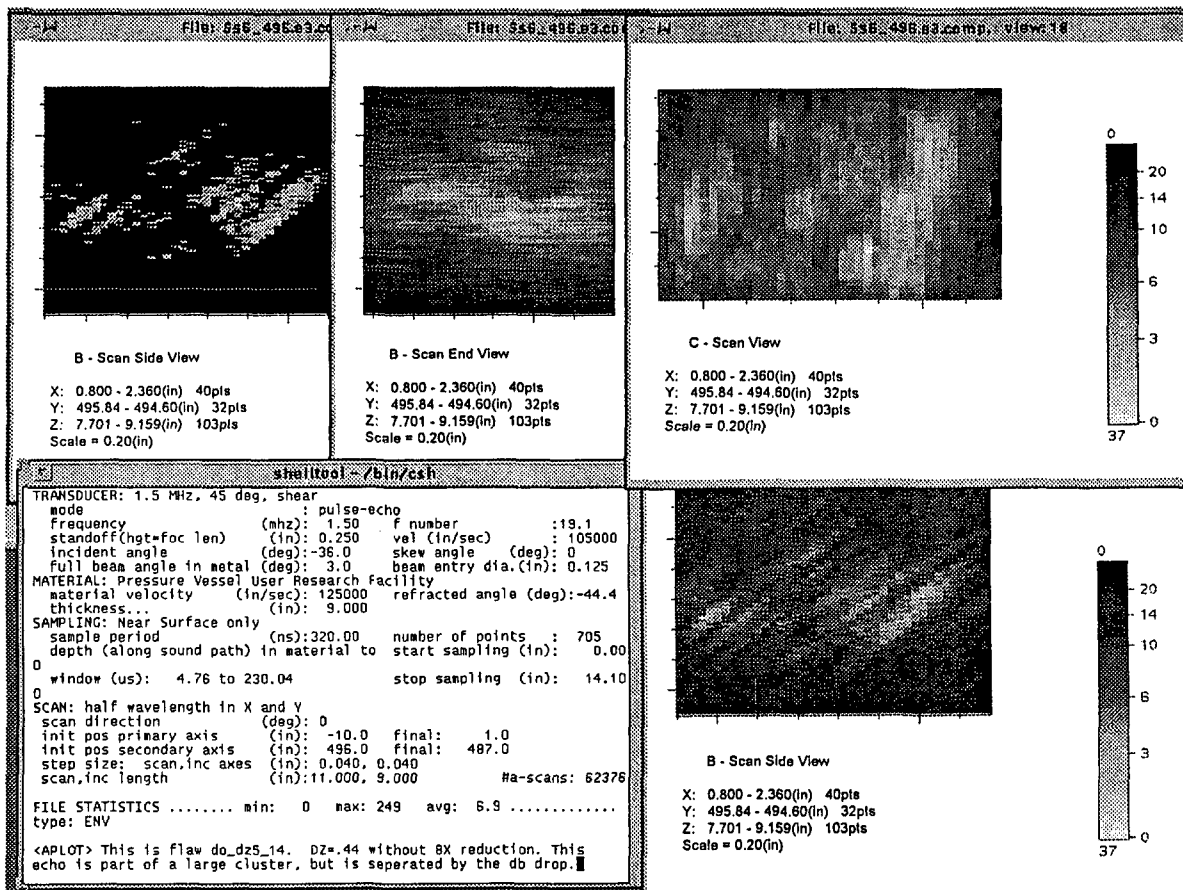 File: 5s6_496.e3.co
File: 5s6_496.e3.co
File: 5s6_496.e3.comp, view:18
B - Scan Side View
X: 0.800 - 2.360(in) 40pts
Y: 495.84 - 494.60(in) 32pts
Z: 7.701 - 9.159(in) 103pts
Scale = 0.20(in)
B - Scan End View
X: 0.800 - 2.360(in) 40pts
Y: 495.84 - 494.60(in) 32pts
Z: 7.701 - 9.159(in) 103pts
Scale = 0.20(in)
C - Scan View
X: 0.800 - 2.360(in) 40pts
Y: 495.84 - 494.60(in) 32pts
Z: 7.701 - 9.159(in) 103pts
Scale = 0.20(in)
0
20
14
10
6
3
0
37
shelltool - /bin/csh
TRANSDUCER: 1.5 MHz, 45 deg, shear
mode : pulse-echo
frequency (mhz): 1.50 f number :19.1
standoff(hgt=foc len) (in): 0.250 vel (in/sec) : 105000
incident angle (deg):-36.0 skew angle (deg): 0
full beam angle in metal (deg): 3.0 beam entry dia.(in): 0.125
MATERIAL: Pressure Vessel User Research Facility
material velocity (in/sec): 125000 refracted angle (deg):-44.4
thickness... (in): 9.000
SAMPLING: Near Surface only
sample period (ns):320.00 number of points : 705
depth (along sound path) in material to start sampling (in): 0.00
0
window (us): 4.76 to 230.04 stop sampling (in): 14.10
0
SCAN: half wavelength in X and Y
scan direction (deg): 0
init pos primary axis (in): -10.0 final: 1.0
init pos secondary axis (in): 496.0 final: 487.0
step size: scan,inc axes (in): 0.040, 0.040
scan,inc length (in):11.000, 9.000 #a-scans: 62376
FILE STATISTICS ........ min: 0 max: 249 avg: 6.9 .............
type: ENV
<APLOT> This is flaw do_dz5_14. DZ=.44 without 8X reduction. This
echo is part of a large cluster, but is seperated by the db drop.
B - Scan Side View
X: 0.800 - 2.360(in) 40pts
Y: 495.84 - 494.60(in) 32pts
Z: 7.701 - 9.159(in) 103pts
Scale = 0.20(in)
0
20
14
10
6
3
0
37